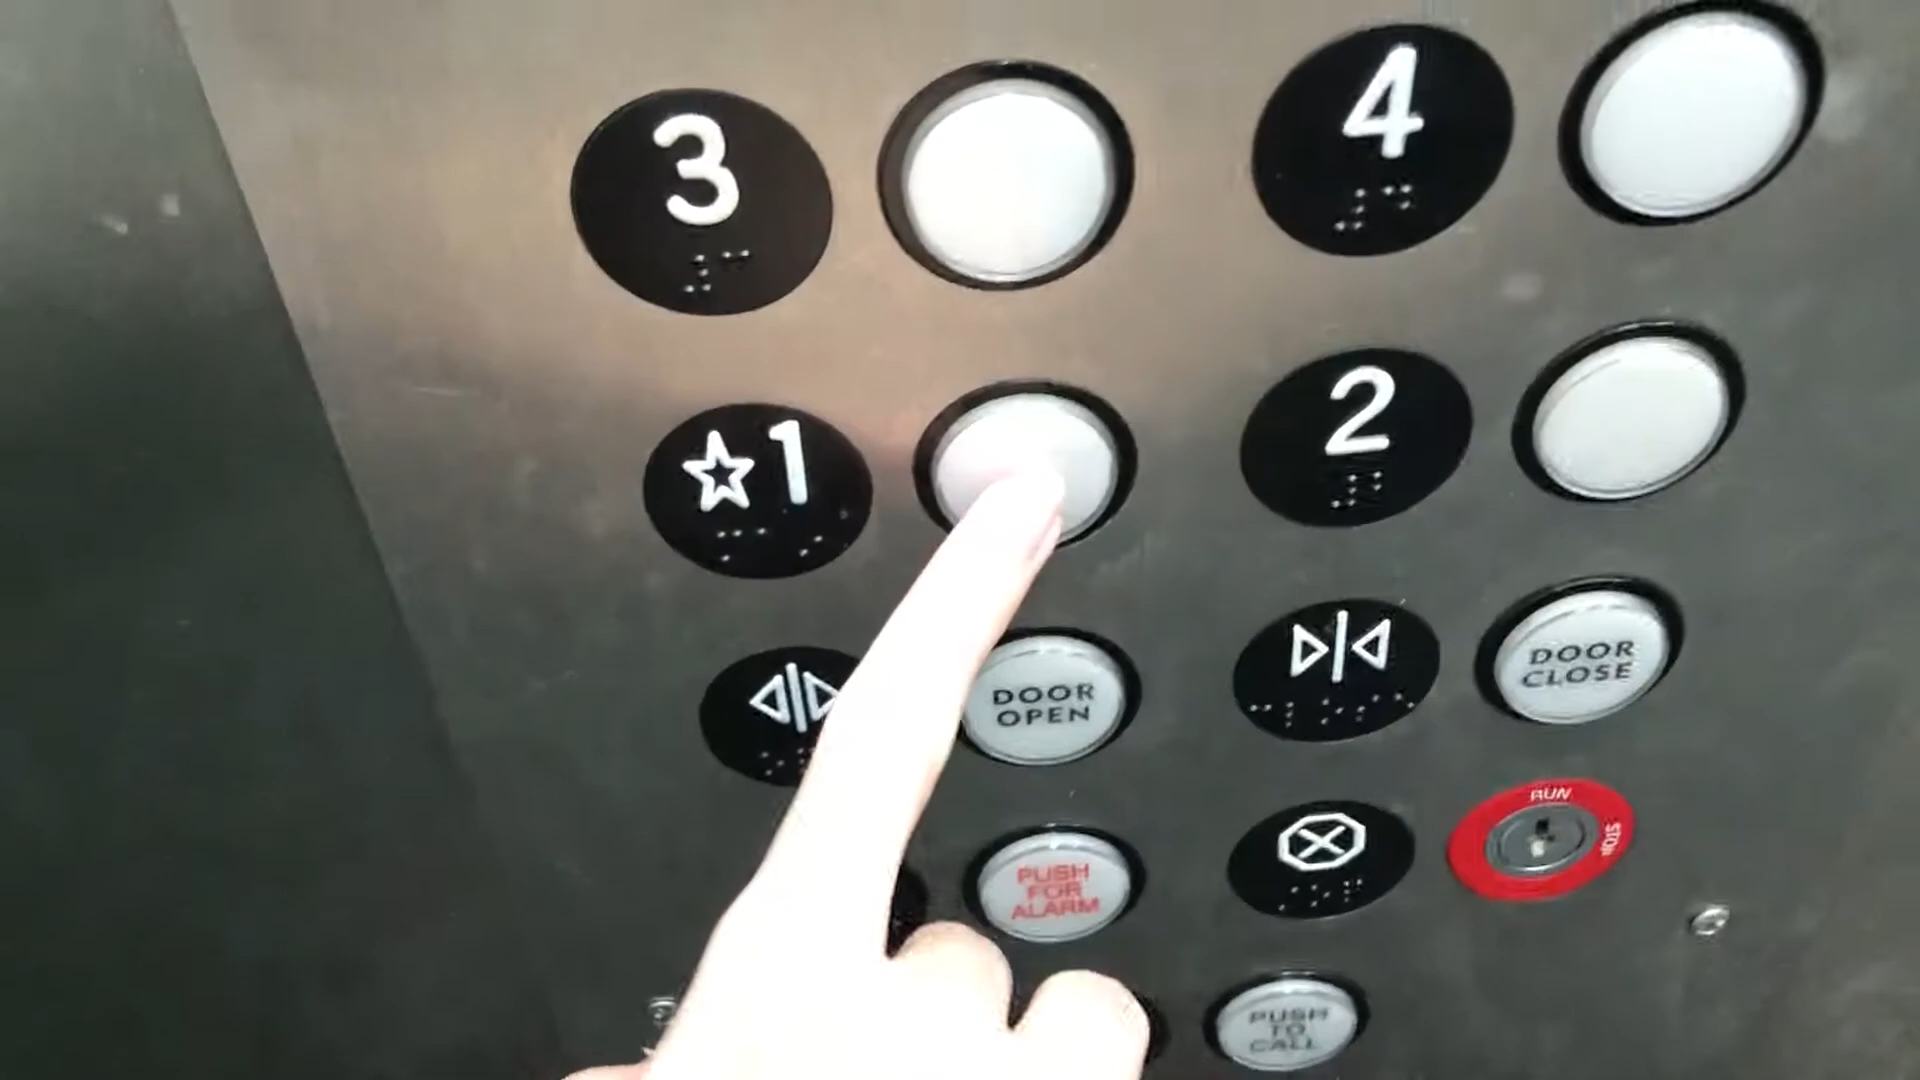 3
4
☆1
2
DOOR
OPEN
DOOR
CLOSE
PUSH
FOR
ALARM
RUN
STOP
PUSH
TO
CALL